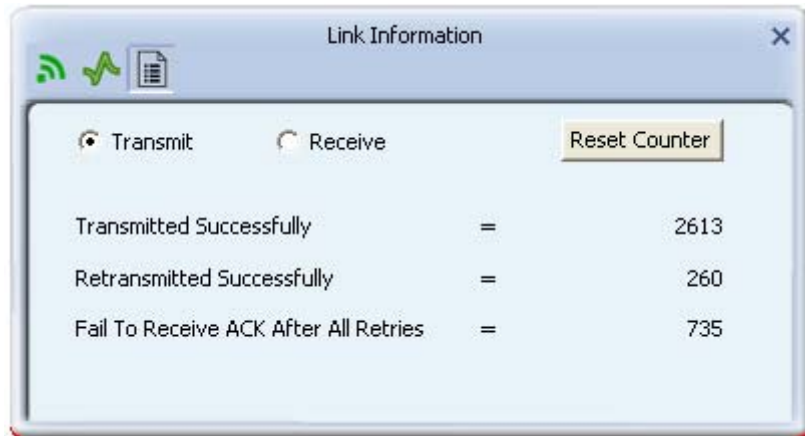 Link Information
Transmit Receive Reset Counter
Transmitted Successfully = 2613
Retransmitted Successfully = 260
Fail To Receive ACK After All Retries = 735